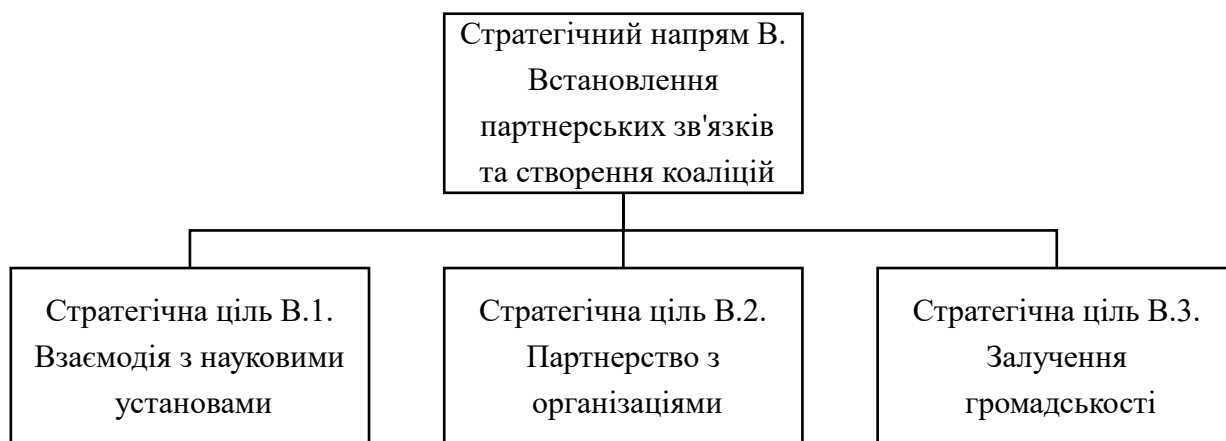 Стратегічний напрям В.
Встановлення
партнерських зв'язків
та створення коаліцій
Стратегічна ціль В.1.
Взаємодія з науковими
установами
Стратегічна ціль В.2.
Партнерство з
організаціями
Стратегічна ціль В.3.
Залучення
громадськості